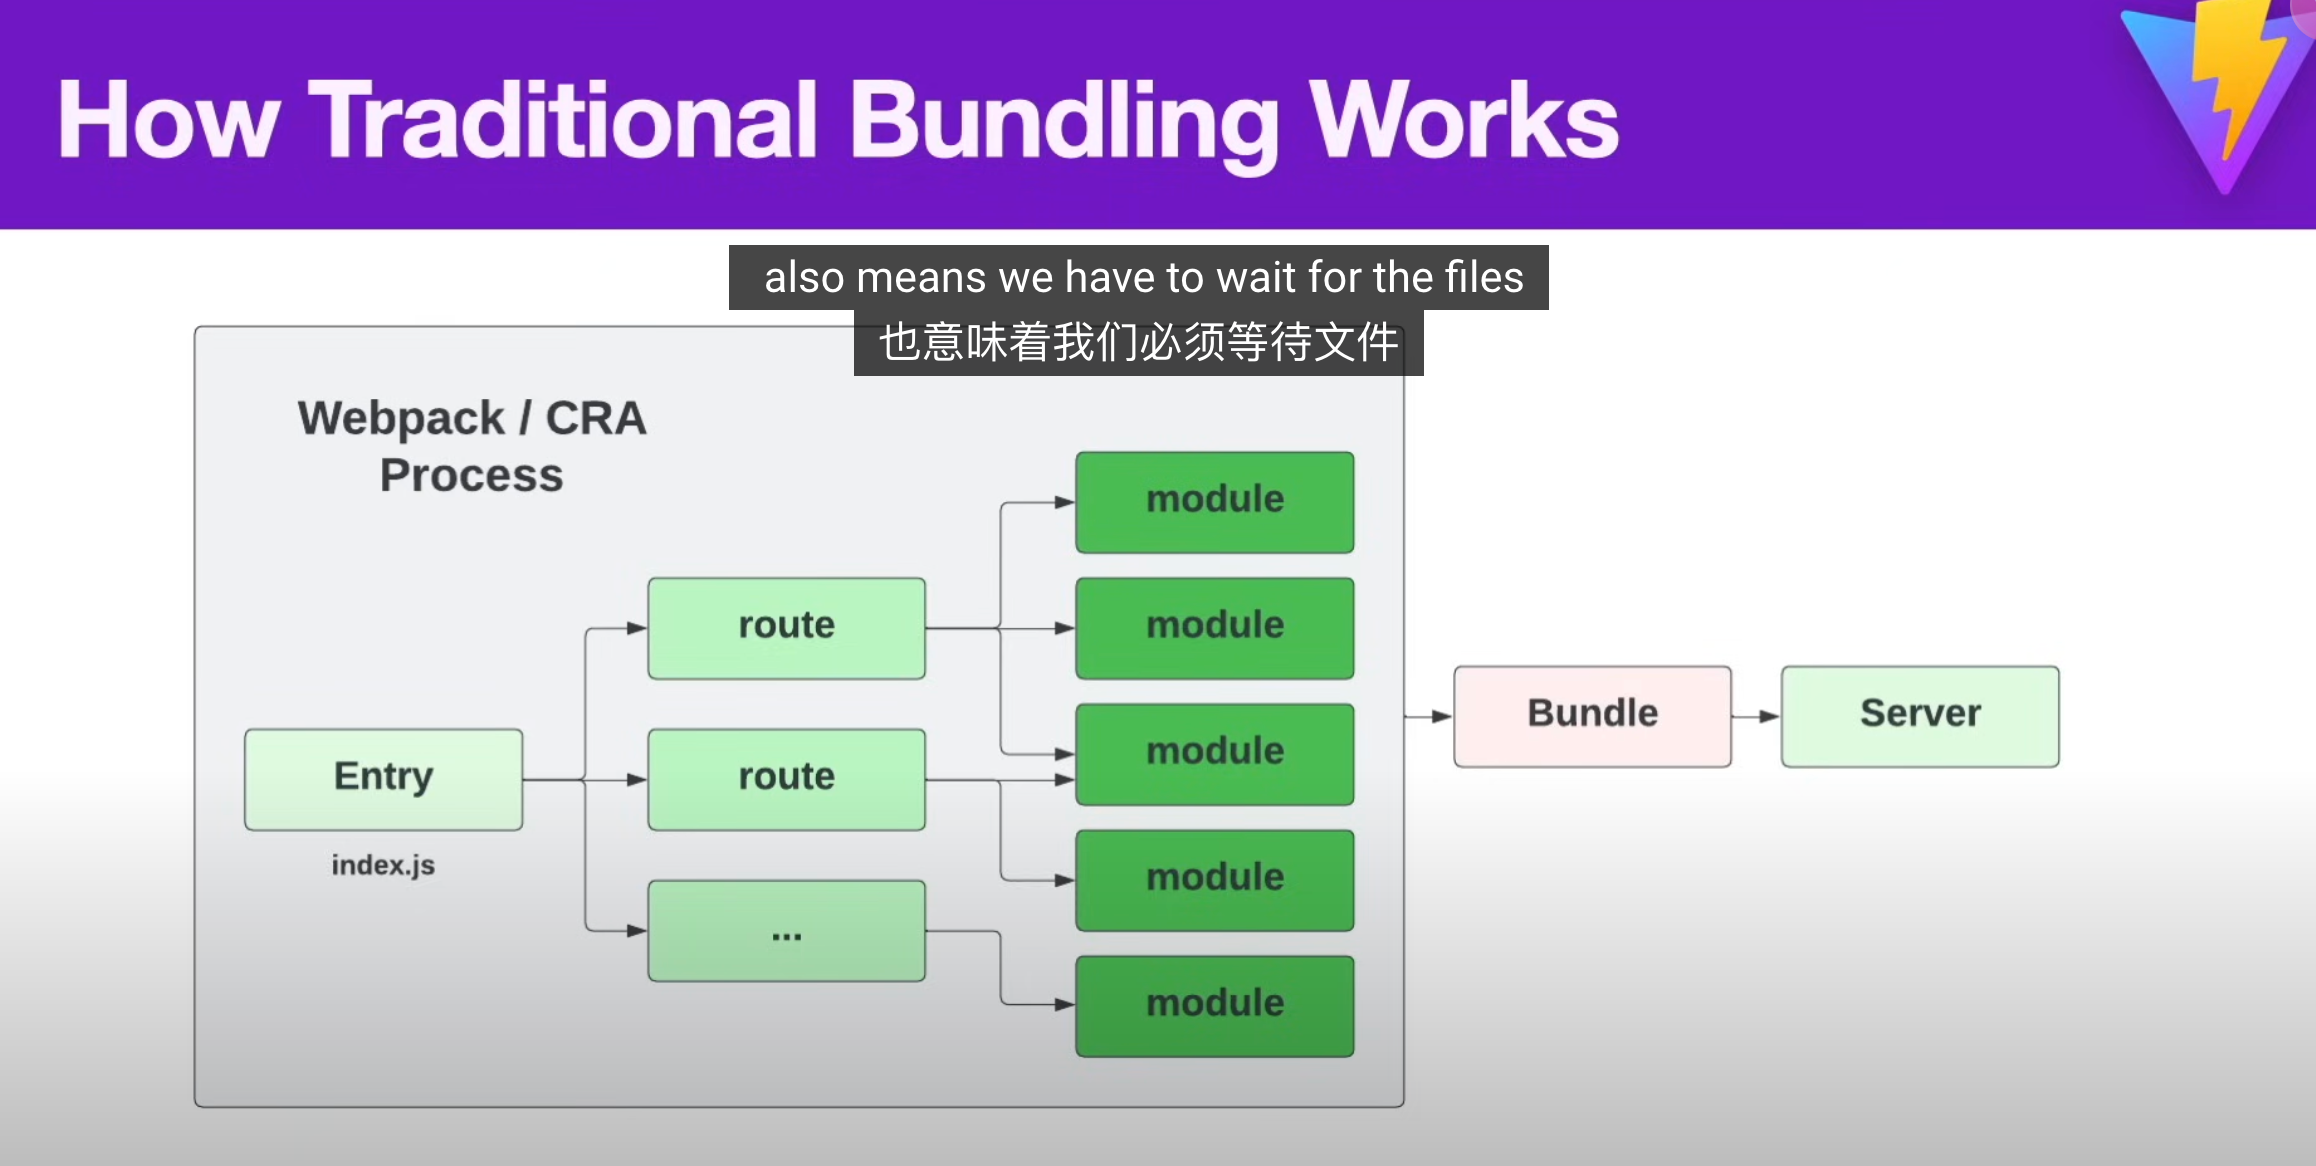 How Traditional Bundling Works
also means we have to wait for the files
也意味着我们必须等待文件
Webpack / CRA
Process
module
route
module
module
Entry
index.js
route
module
...
module
Bundle
Server